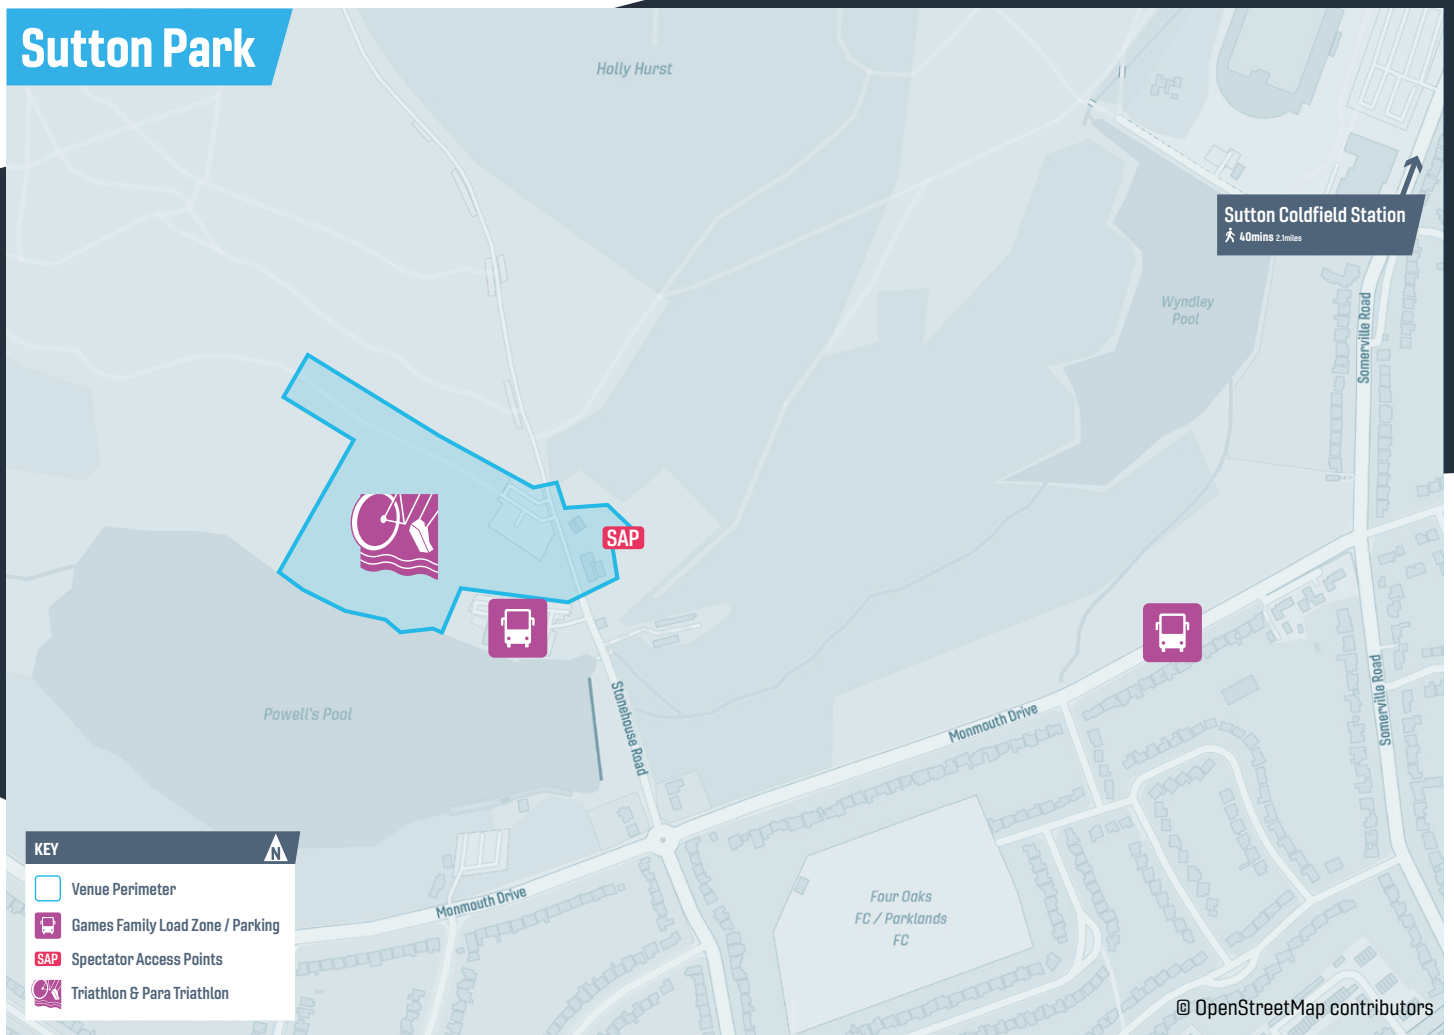 Sutton Park
Holly Hurst
Sutton Coldfield Station
40mins 2.1miles
Wyndley
Pool
Somerville Road
SAP
Powell's Pool
Stonehouse Road
Monmouth Drive
Somerville Road
Monmouth Drive
Four Oaks
FC / Parklands
FC
KEY
N
Venue Perimeter
Games Family Load Zone / Parking
SAP
Spectator Access Points
Triathlon & Para Triathlon
© OpenStreetMap contributors